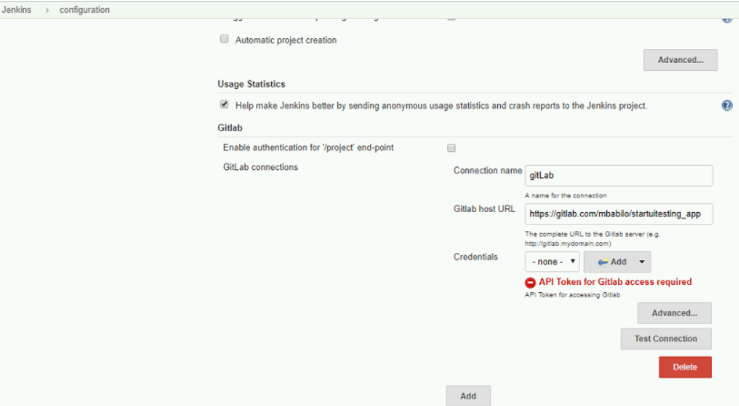 Jenkins › configuration
Automatic project creation
Advanced...
Usage Statistics
Help make Jenkins better by sending anonymous usage statistics and crash reports to the Jenkins project.
Gitlab
Enable authentication for '/project' end-point
GitLab connections
Connection name
gitLab
A name for the connection
Gitlab host URL
https://gitlab.com/mbabilo/startuitesting_app
The complete URL to the Gitlab server (e.g.
http://gitlab.mydomain.com)
Credentials
- none -
Add
API Token for Gitlab access required
API Token for accessing Gitlab
Advanced...
Test Connection
Delete
Add